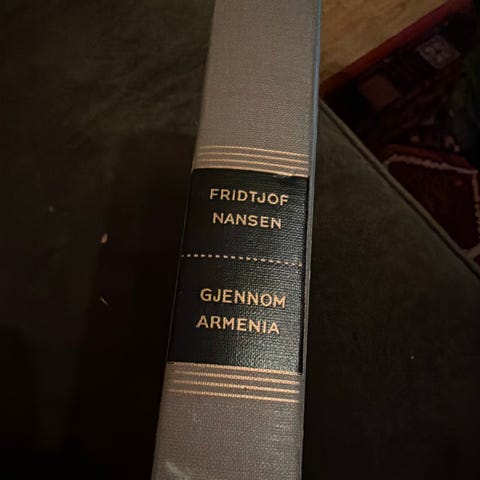 FRIDTJOF
NANSEN
GJENNOM
ARMENIA